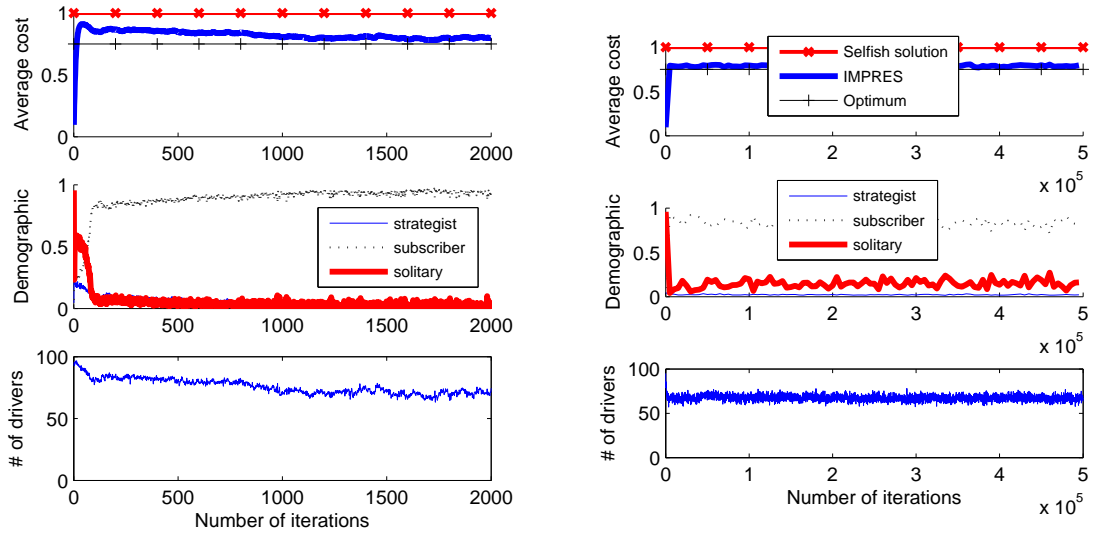 Average cost
1
0.5
0
0 500 1000 1500 2000
Demographic
1
0.5
0
strategist
subscriber
solitary
0 500 1000 1500 2000
# of drivers
100
50
0
0 500 1000 1500 2000
Number of iterations
Average cost
1
0.5
0
Selfish solution
IMPRES
Optimum
0 1 2 3 4 5
x 10^5
Demographic
1
0.5
0
strategist
subscriber
solitary
0 1 2 3 4 5
x 10^5
# of drivers
100
50
0
0 1 2 3 4 5
Number of iterations
x 10^5